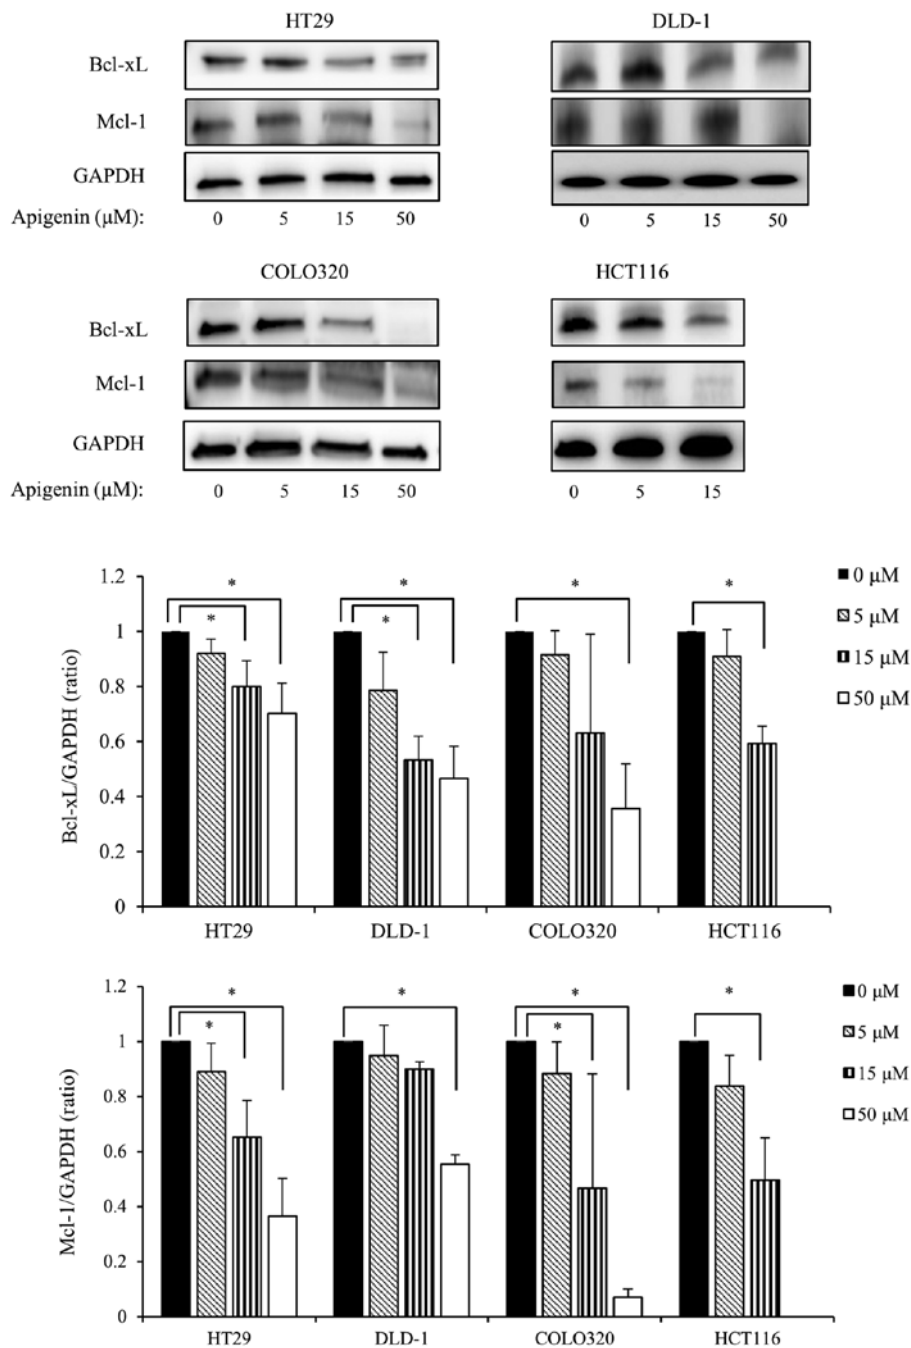 HT29
DLD-1
Bcl-xL
Mcl-1
GAPDH
Apigenin (μM): 0 5 15 50
0 5 15 50
COLO320
HCT116
Bcl-xL
Mcl-1
GAPDH
Apigenin (μM): 0 5 15 50
0 5 15
Bcl-xL/GAPDH (ratio)
1.2
1
0.8
0.6
0.4
0.2
0
* * * * * *
0 μM
5 μM
15 μM
50 μM
HT29 DLD-1 COLO320 HCT116
Mcl-1/GAPDH (ratio)
1.2
1
0.8
0.6
0.4
0.2
0
* * * * * *
0 μM
5 μM
15 μM
50 μM
HT29 DLD-1 COLO320 HCT116